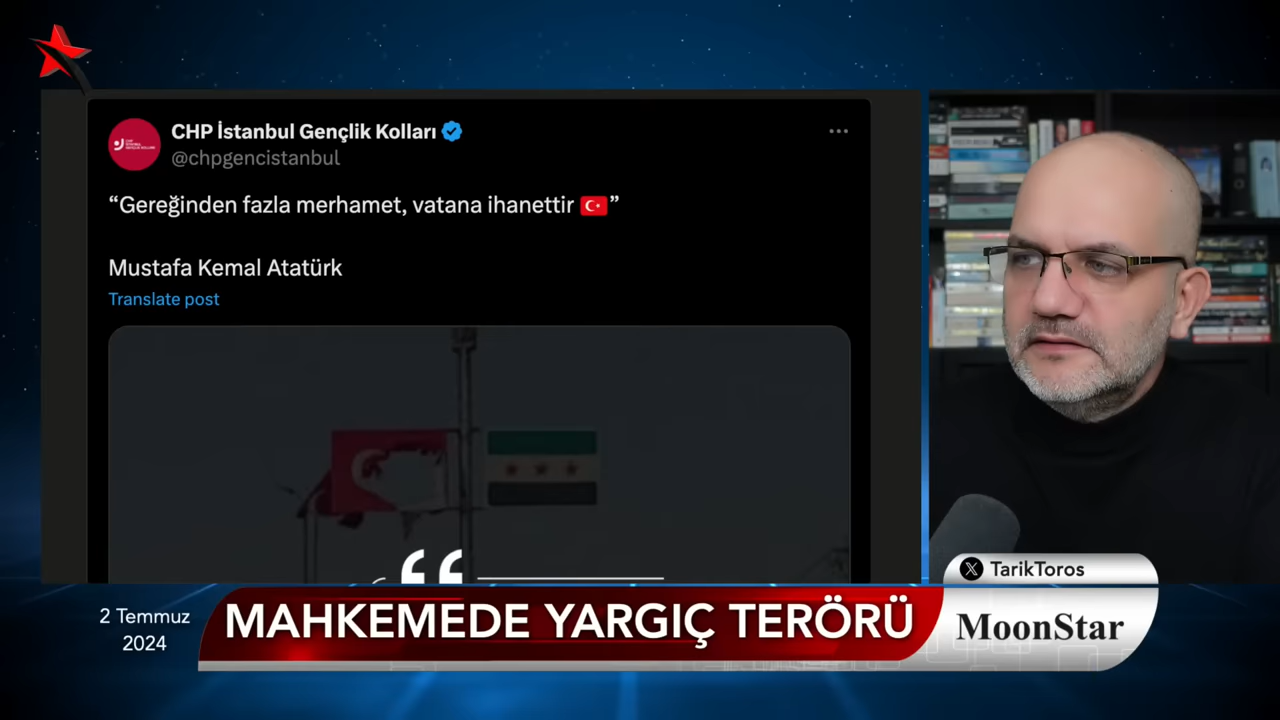 CHP İstanbul Gençlik Kolları
@chpgencistanbul
“Gereğinden fazla merhamet, vatana ihanettir 🇹🇷”
Mustafa Kemal Atatürk
Translate post
TarikToros
2 Temmuz
2024
MAHKEMEDE YARGIÇ TERÖRÜ
MoonStar